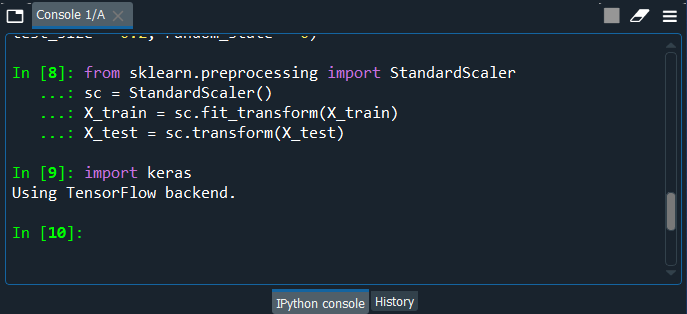 Console 1/A
In [8]: from sklearn.preprocessing import StandardScaler
...: sc = StandardScaler()
...: X_train = sc.fit_transform(X_train)
...: X_test = sc.transform(X_test)
In [9]: import keras
Using TensorFlow backend.
In [10]:
IPython console History